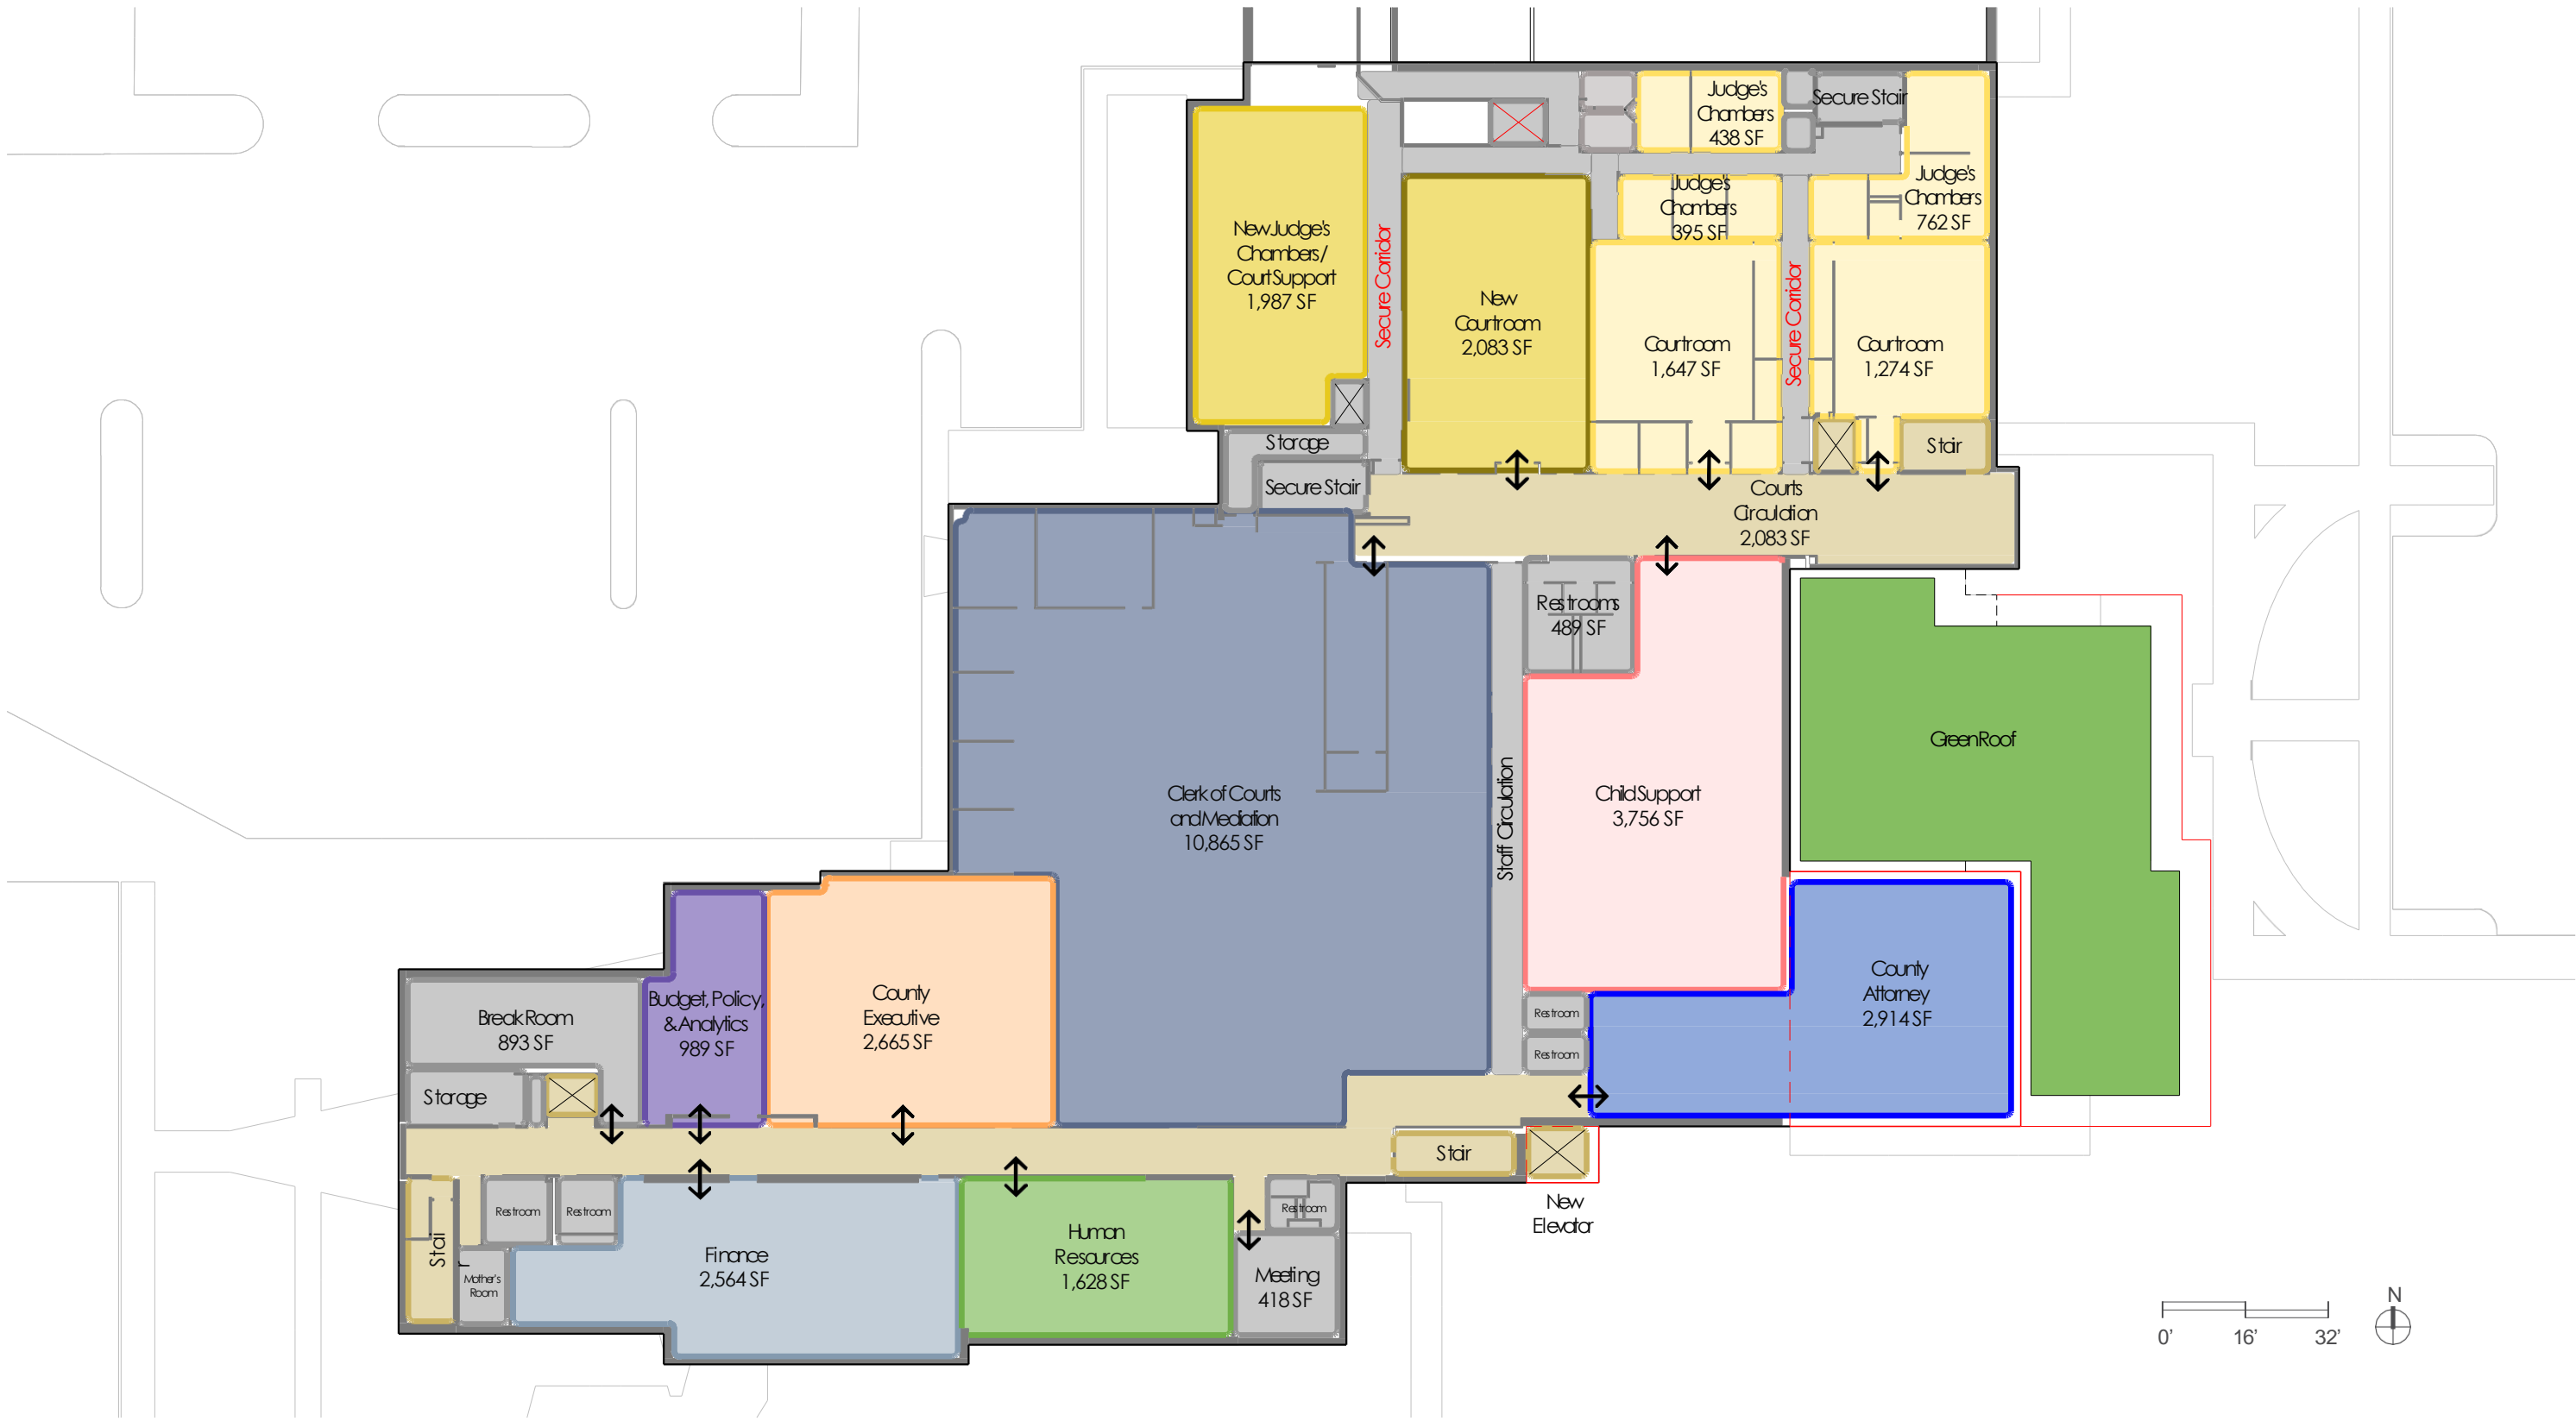 Judge's
Chambers
438 SF
Secure Stair
Judge's
Chambers
395 SF
Judge's
Chambers
762 SF
New Judge's
Chambers/
Court Support
1,987 SF
Secure Corridor
New
Courtroom
2,083 SF
Courtroom
1,647 SF
Secure Corridor
Courtroom
1,274 SF
Storage
Secure Stair
Stair
Courts
Circulation
2,083 SF
Restrooms
489 SF
Green Roof
Clerk of Courts
and Mediation
10,865 SF
Staff Circulation
Child Support
3,756 SF
County
Attorney
2,914 SF
Break Room
893 SF
Budget, Policy,
& Analytics
989 SF
County
Executive
2,665 SF
Restroom
Restroom
Storage
Stair
New
Elevator
Stair
Restroom
Restroom
Mother's
Room
Finance
2,564 SF
Human
Resources
1,628 SF
Restroom
Meeting
418 SF
N
0' 16' 32'